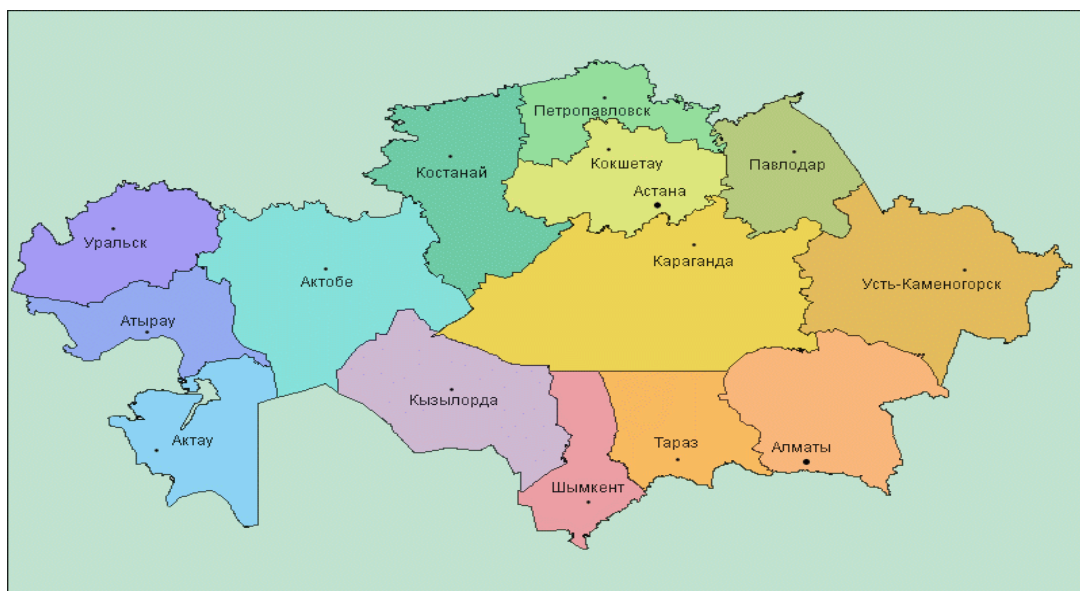 Петропавловск
Костанай
Кокшетау
Павлодар
Астана
Уральск
Караганда
Актобе
Усть-Каменогорск
Атырау
Кызылорда
Актау
Тараз
Алматы
Шымкент